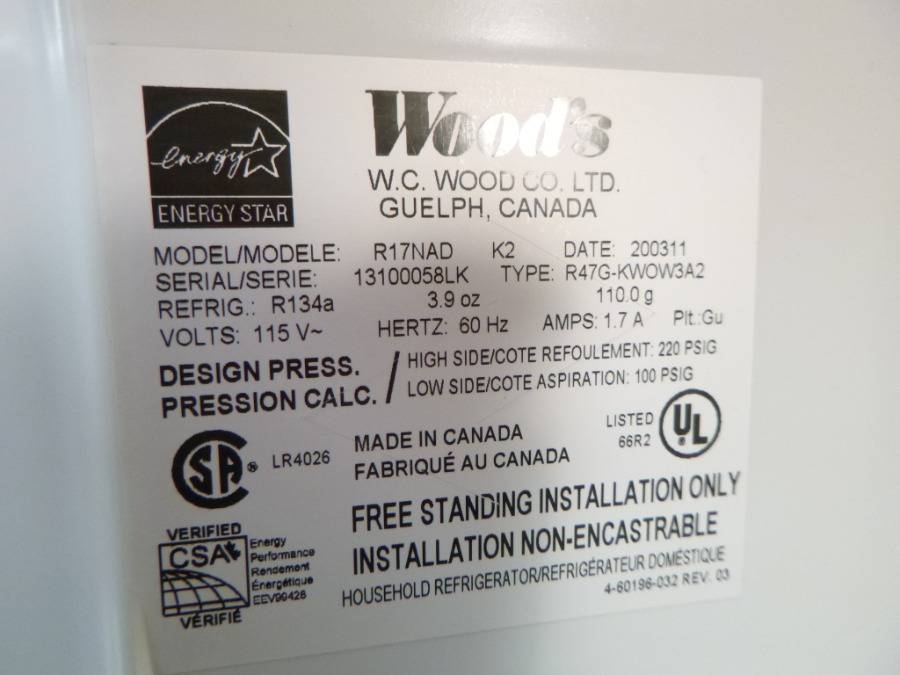 energy
ENERGY STAR
Wood's
W.C. WOOD CO. LTD.
GUELPH, CANADA
MODEL/MODELE: R17NAD K2 DATE: 200311
SERIAL/SERIE: 13100058LK TYPE: R47G-KWOW3A2
REFRIG.: R134a 3.9 oz 110.0 g
VOLTS: 115 V~ HERTZ: 60 Hz AMPS: 1.7 A Plt.:Gu
DESIGN PRESS. / HIGH SIDE/COTE REFOULEMENT: 220 PSIG
PRESSION CALC. LOW SIDE/COTE ASPIRATION: 100 PSIG
SA ® LR4026
MADE IN CANADA
FABRIQUÉ AU CANADA
LISTED
66R2
UL
FREE STANDING INSTALLATION ONLY
INSTALLATION NON-ENCASTRABLE
HOUSEHOLD REFRIGERATOR/REFRIGÉRATEUR DOMÉSTIQUE
4-60196-032 REV. 03
VERIFIED
CSA
VÉRIFIÉ
Energy
Performance
Rendement
Énergétique
EEV99428